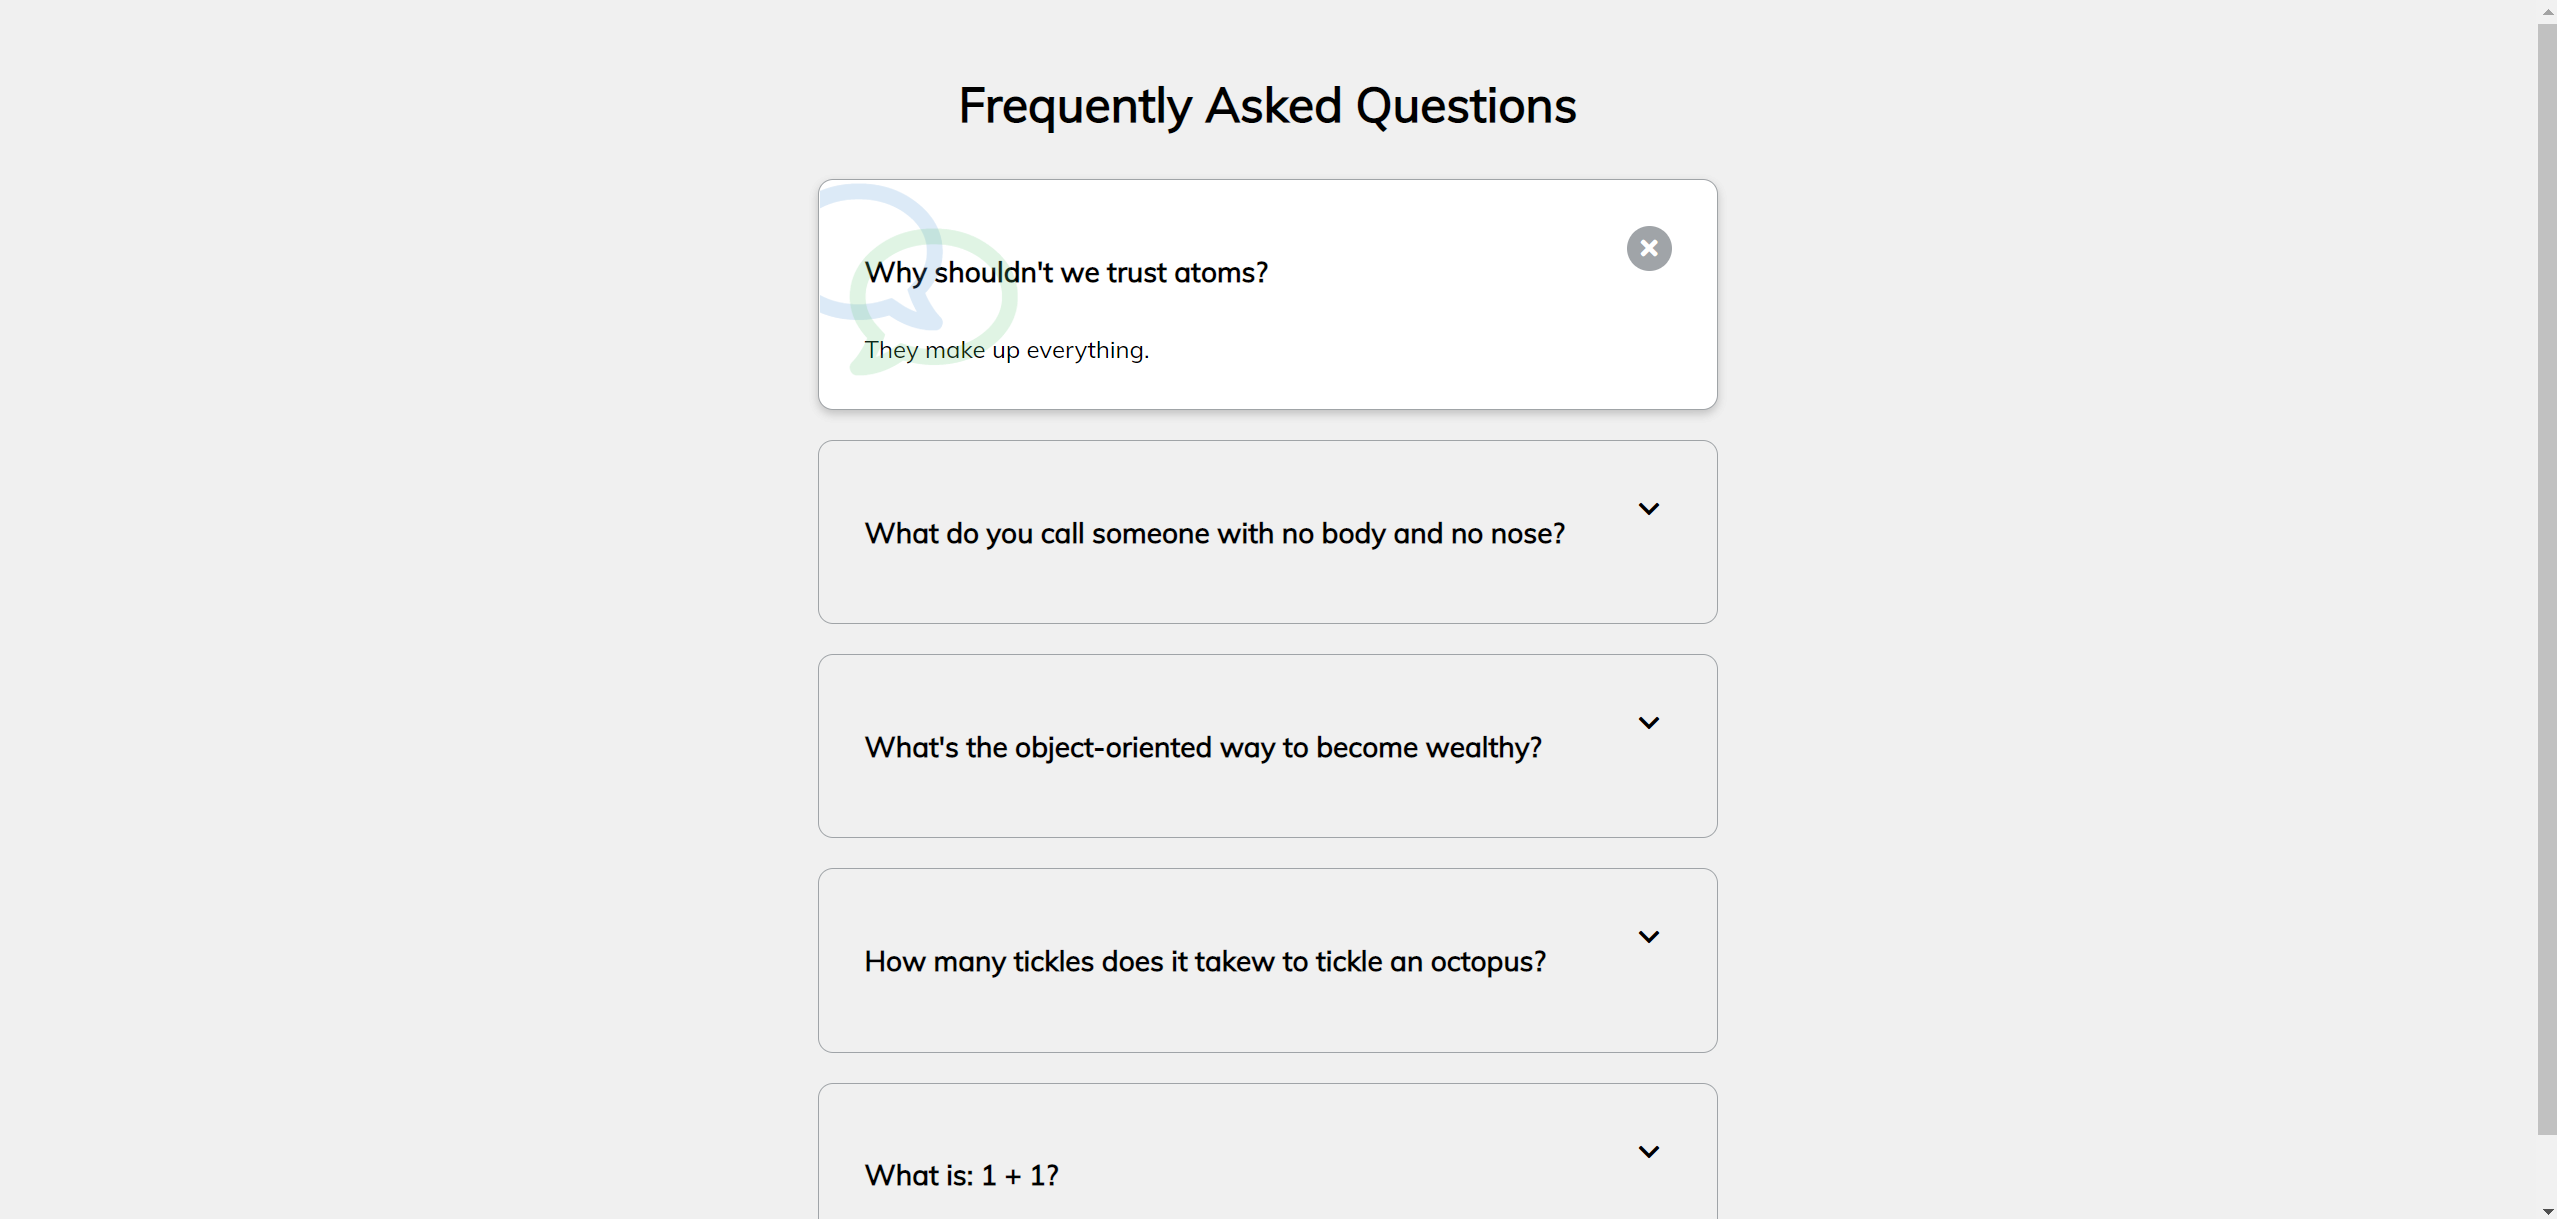 Frequently Asked Questions
Why shouldn't we trust atoms?
They make up everything.
What do you call someone with no body and no nose?
What's the object-oriented way to become wealthy?
How many tickles does it takew to tickle an octopus?
What is: 1 + 1?